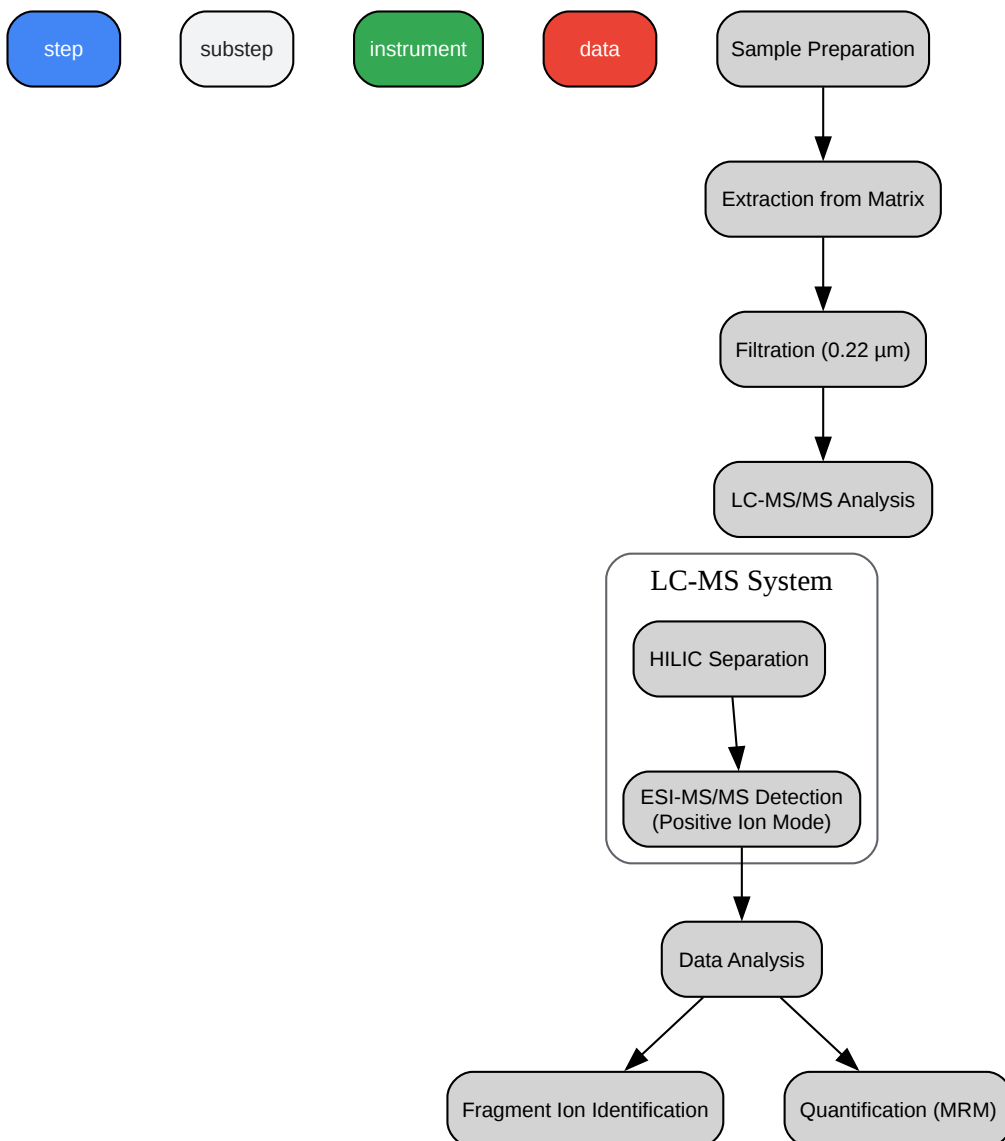 step
substep
instrument
data
Sample Preparation
Extraction from Matrix
Filtration (0.22 µm)
LC-MS/MS Analysis
LC-MS System
HILIC Separation
ESI-MS/MS Detection
(Positive Ion Mode)
Data Analysis
Fragment Ion Identification
Quantification (MRM)